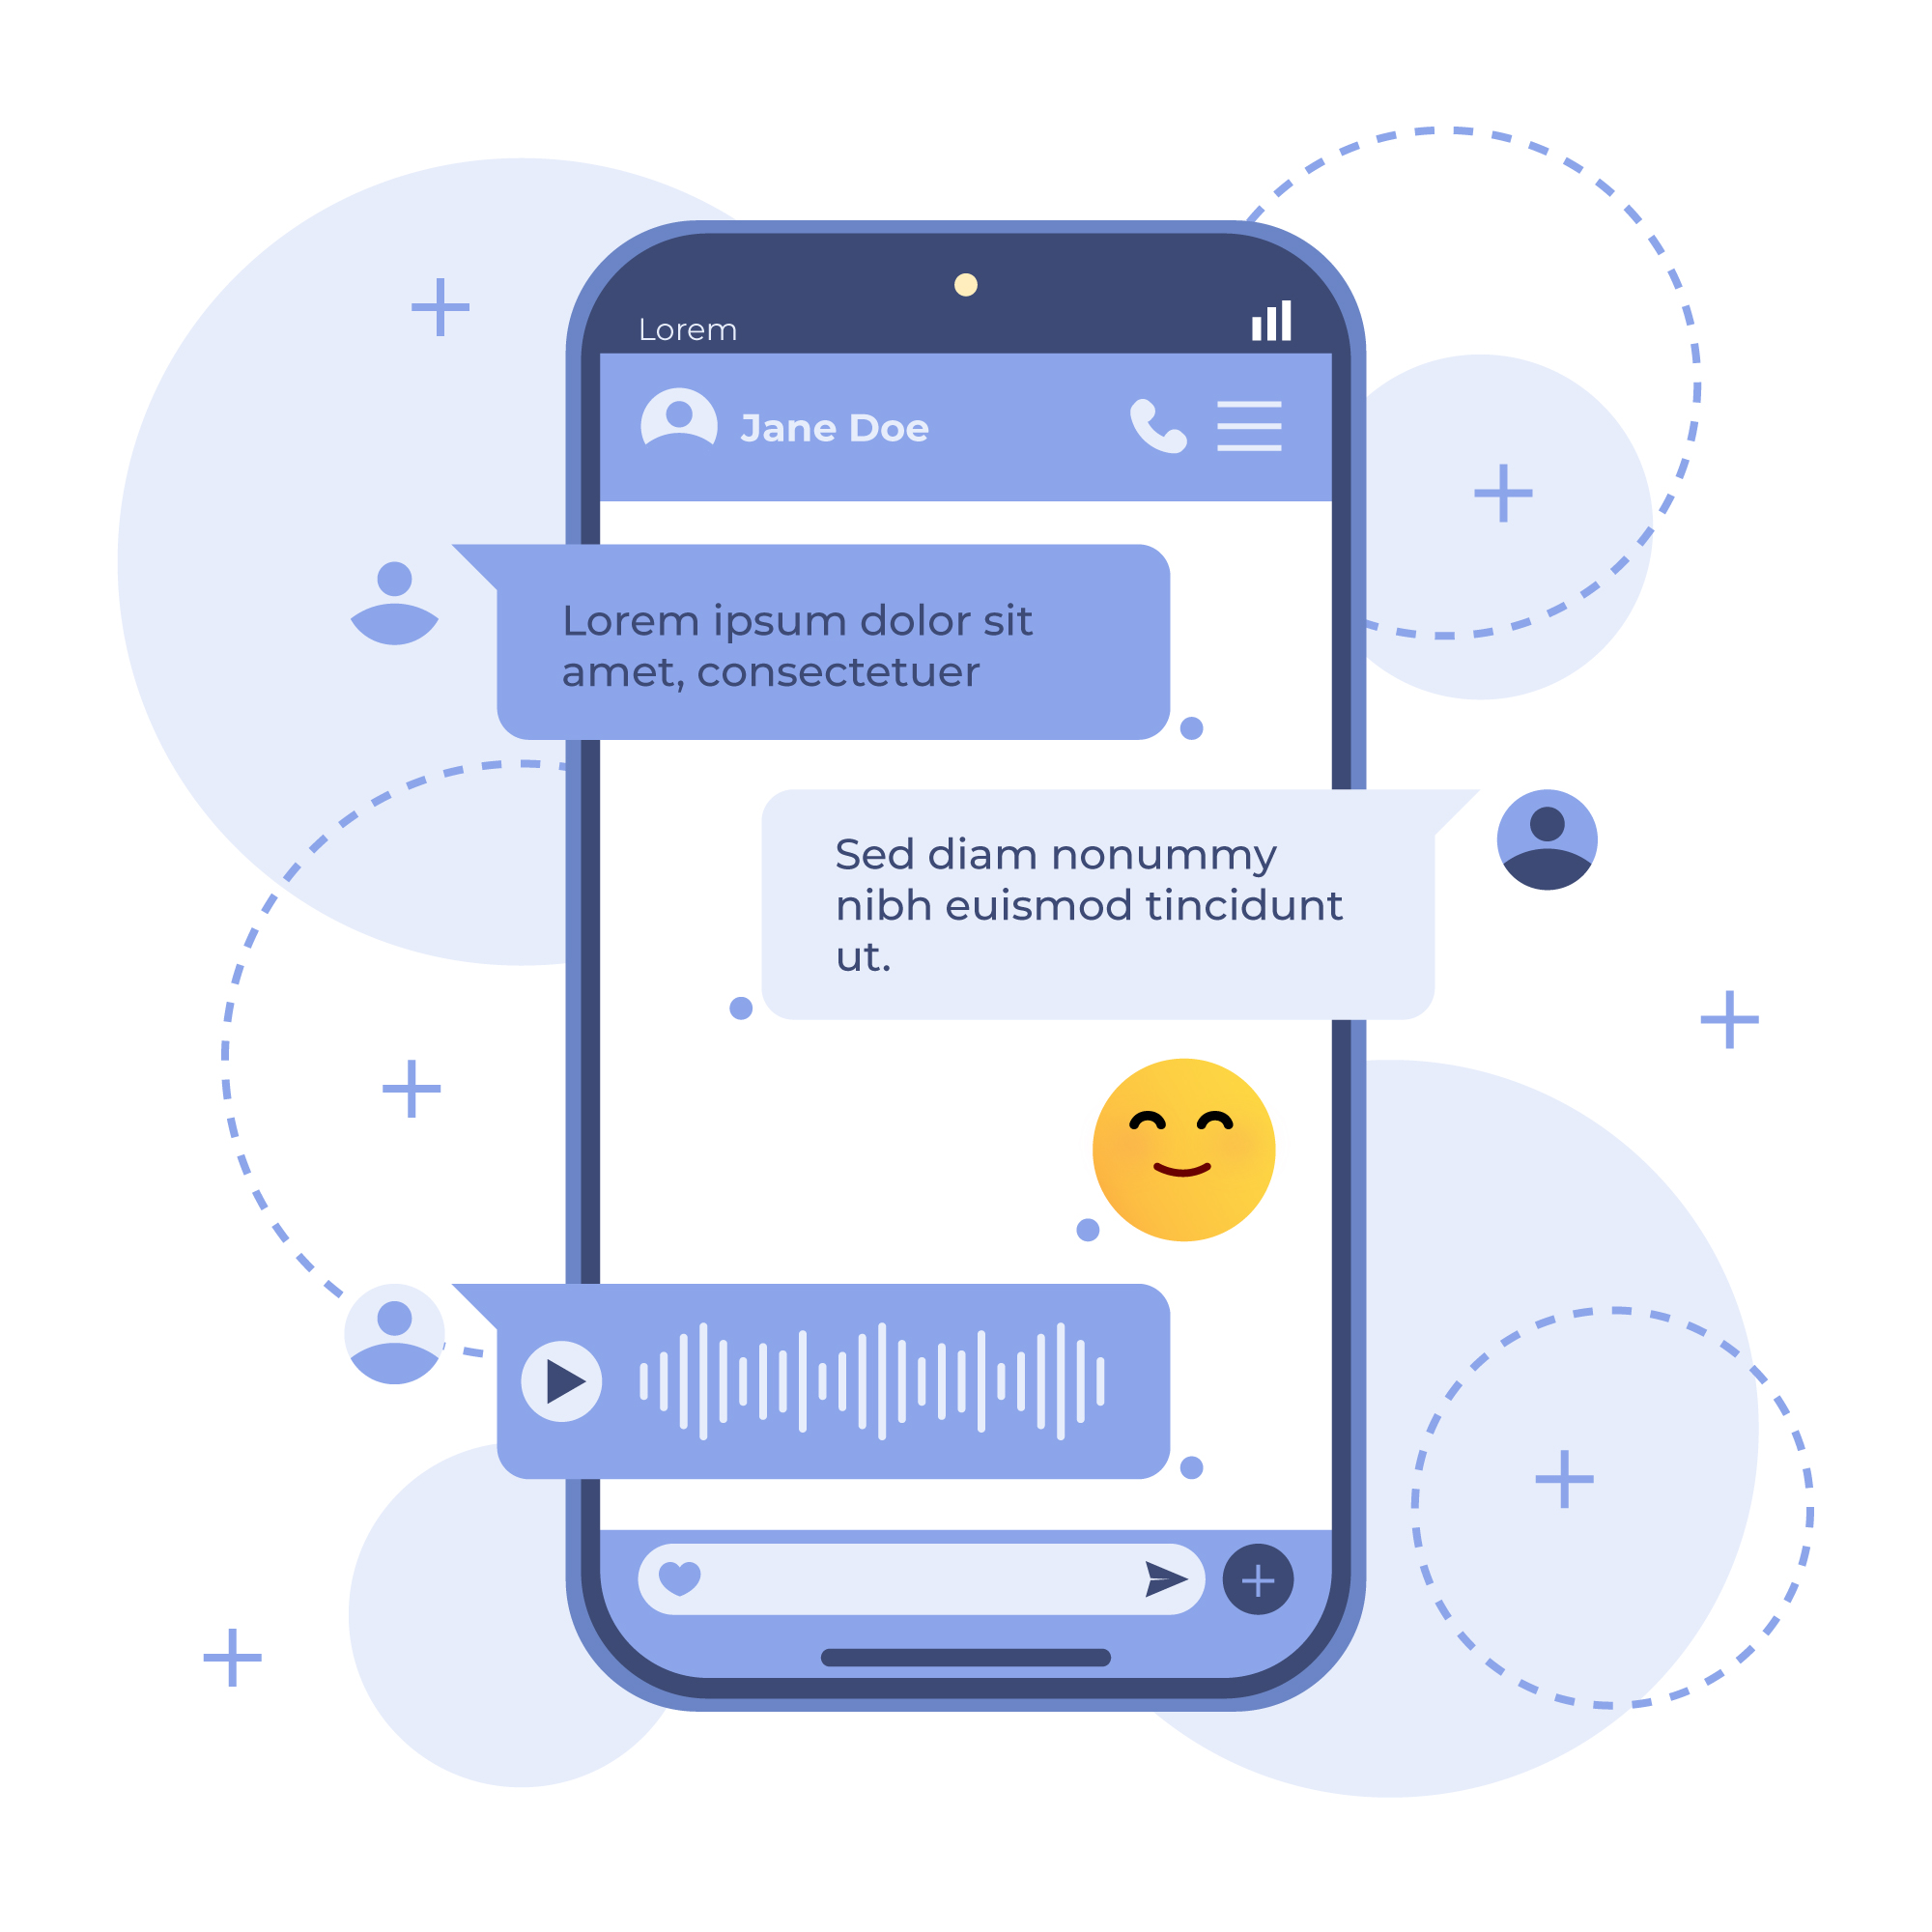 Lorem
Jane Doe
Lorem ipsum dolor sit
amet, consectetuer
Sed diam nonummy
nibh euismod tincidunt
ut.